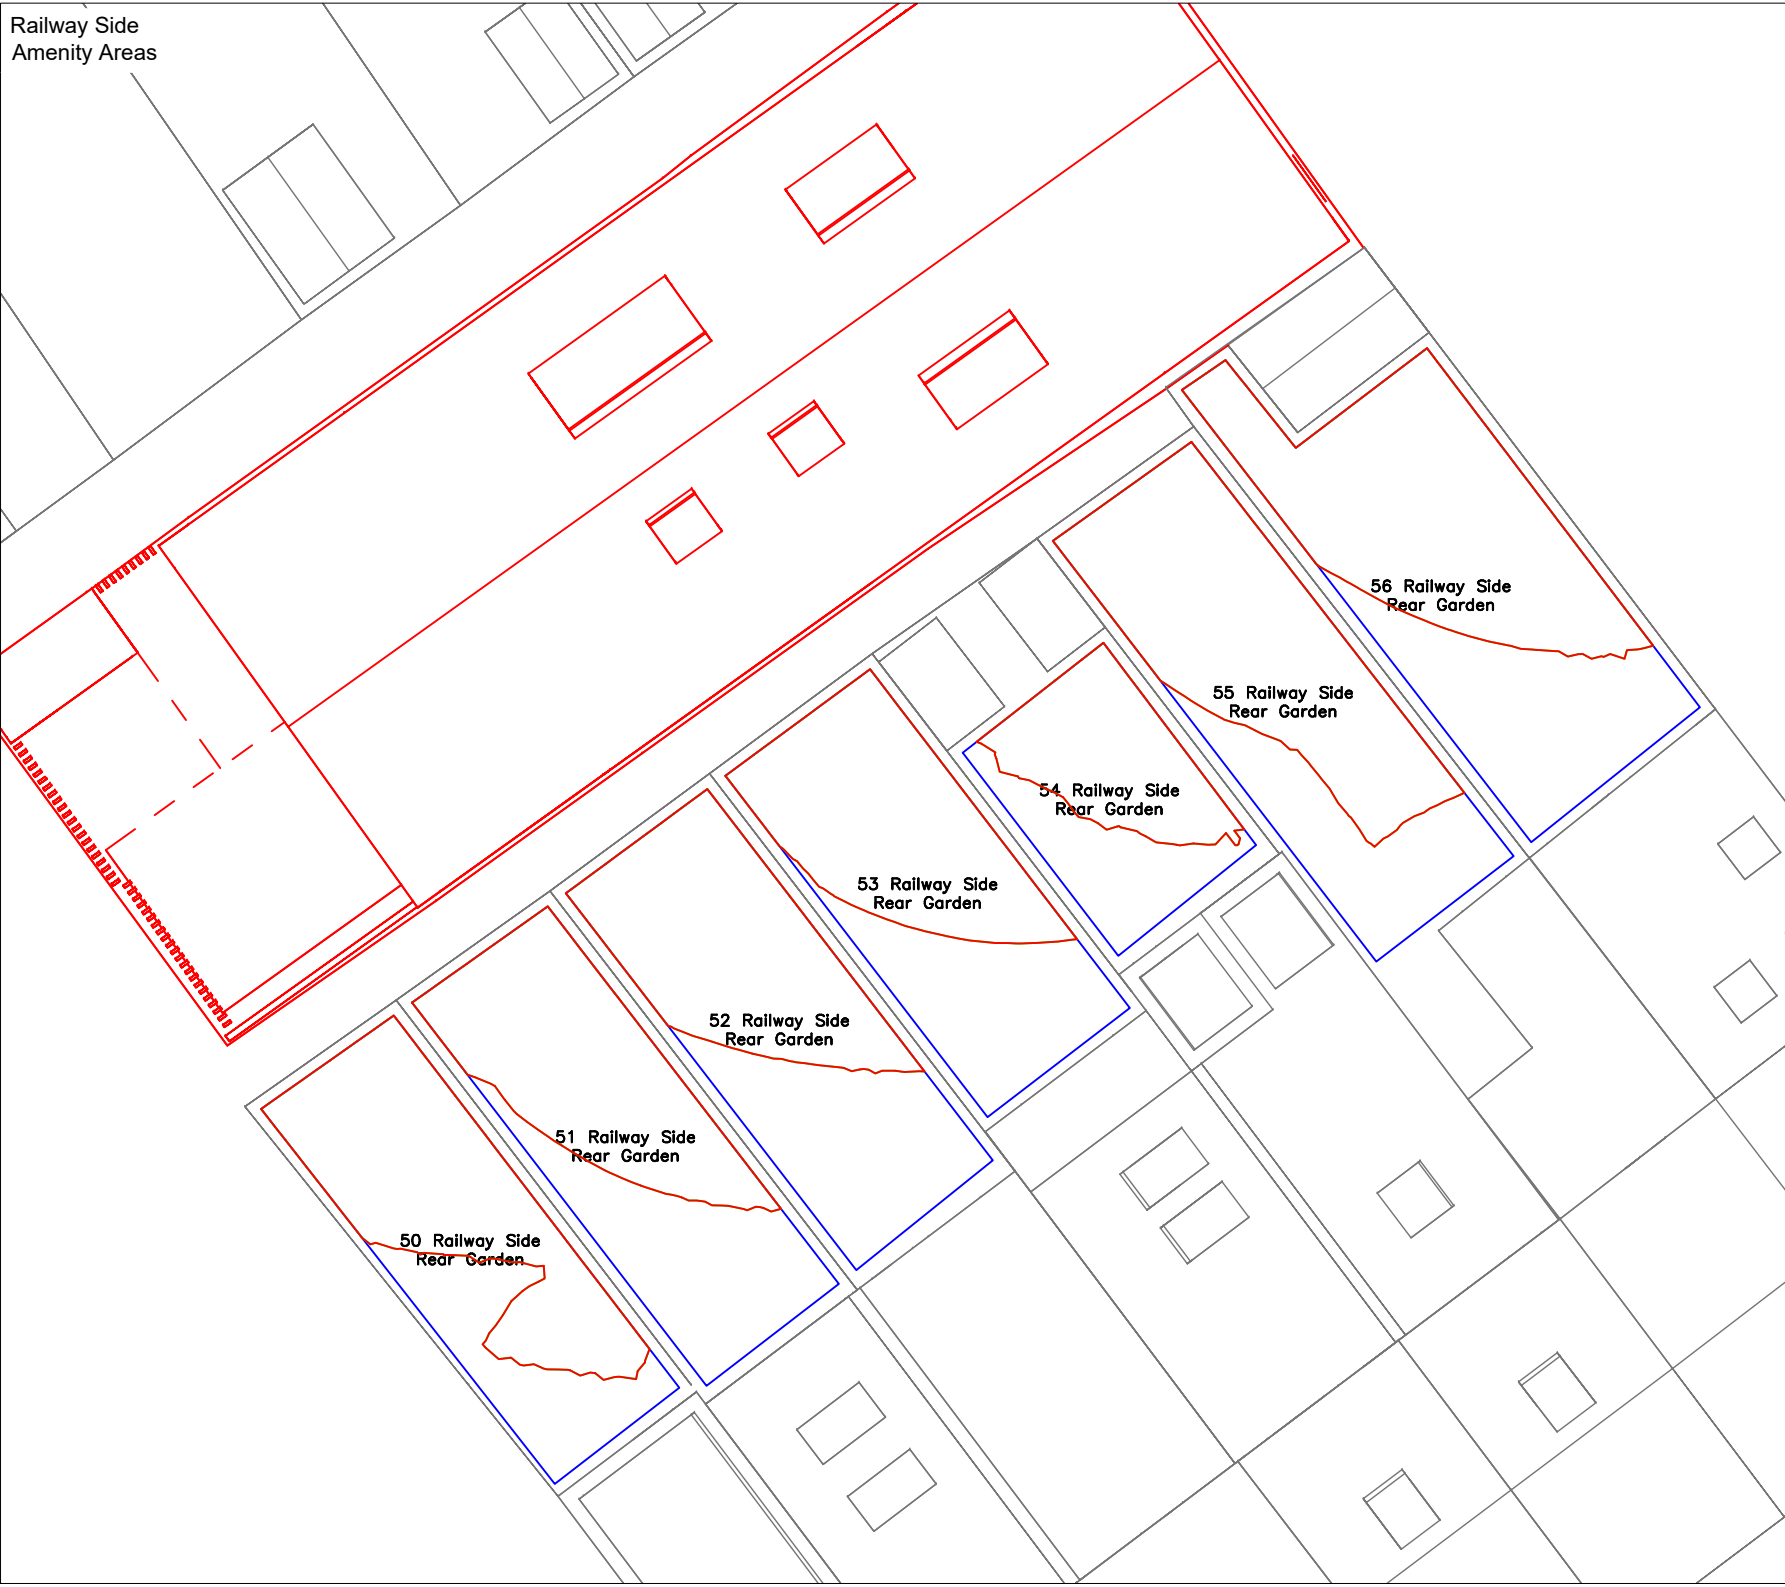 Railway Side
Amenity Areas
56 Railway Side
Rear Garden
55 Railway Side
Rear Garden
54 Railway Side
Rear Garden
53 Railway Side
Rear Garden
52 Railway Side
Rear Garden
51 Railway Side
Rear Garden
50 Railway Side
Rear Garden